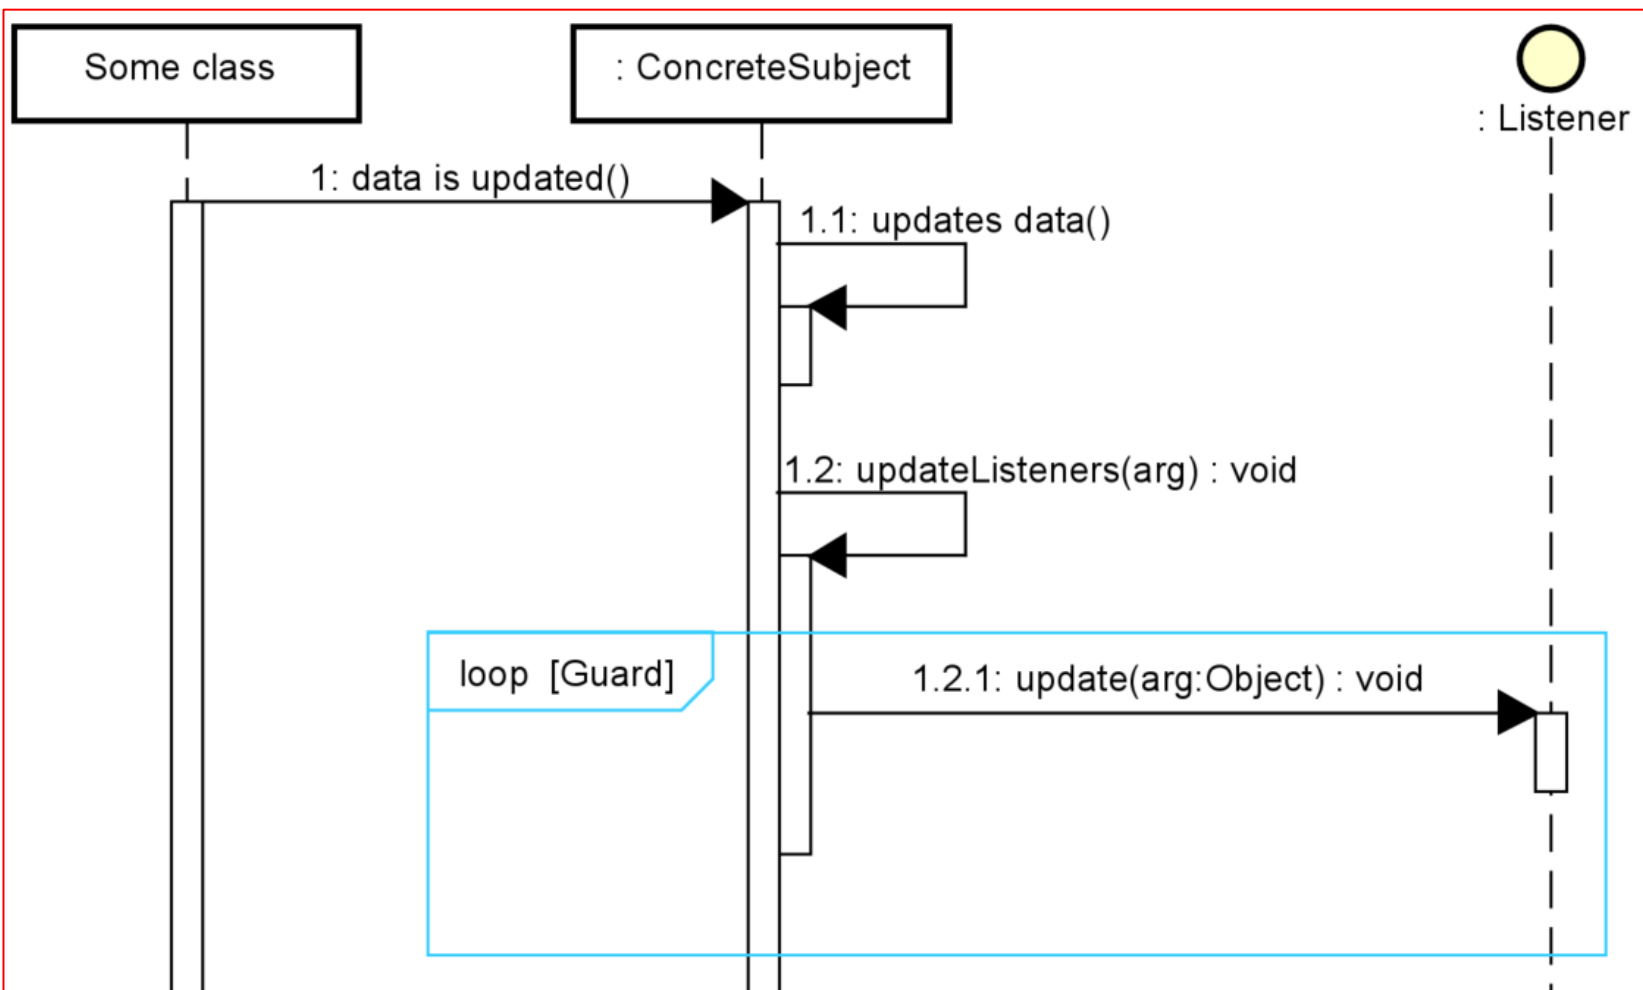 Some class
: ConcreteSubject
: Listener
1: data is updated()
1.1: updates data()
1.2: updateListeners(arg) : void
loop [Guard]
1.2.1: update(arg:Object) : void